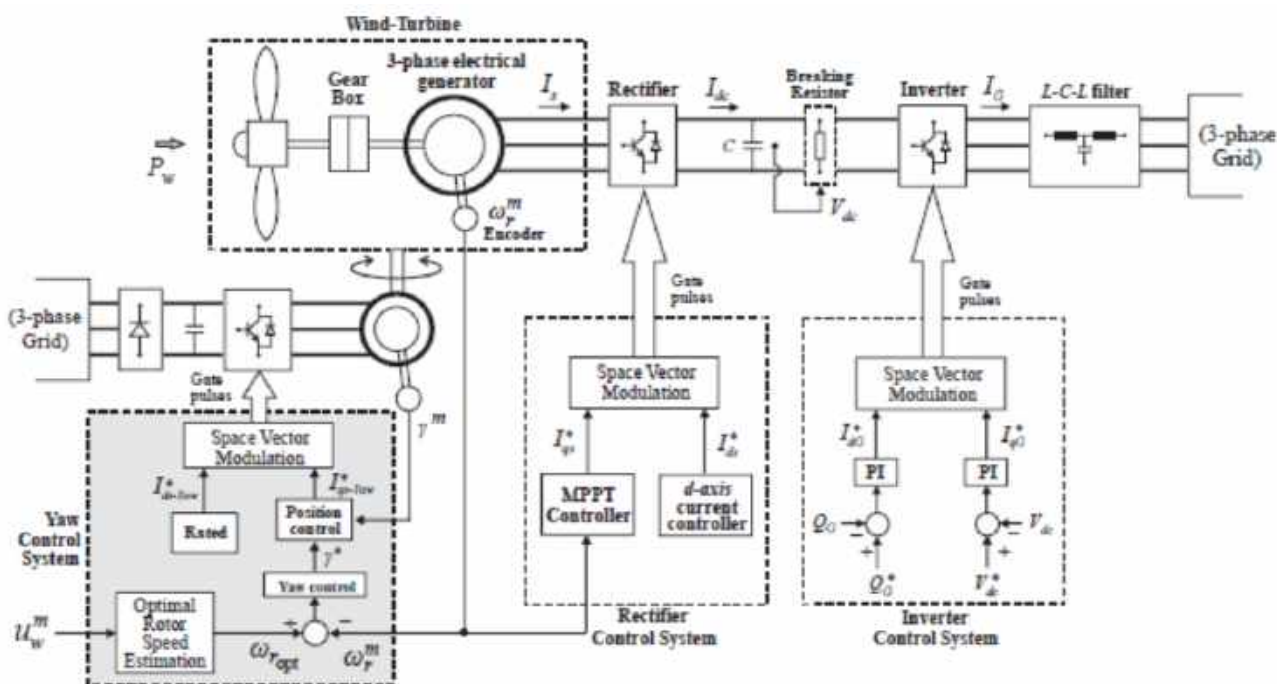 Wind-Turbine
3-phase electrical
generator
Gear
Box
I_s
Rectifier
I_dc
Breaking
Resistor
Inverter
I_G
L-C-L filter
(3-phase
Grid)
P_w
C
V_dc
ω_r^m
Encoder
(3-phase
Grid)
Gate
pulses
Gate
pulses
Gate
pulses
γ^m
Space Vector
Modulation
Space Vector
Modulation
Space Vector
Modulation
I*_qs
I*_ds
I*_dG
I*_qG
PI
PI
MPPT
Controller
d-axis
current
controller
Rated
Position
control
γ*
Yaw control
Yaw
Control
System
Q_G
−
+
Q*_G
V_dc
−
+
V*_dc
u_w^m
Optimal
Rotor
Speed
Estimation
+
−
ω_r_opt
ω_r^m
Rectifier
Control System
Inverter
Control System